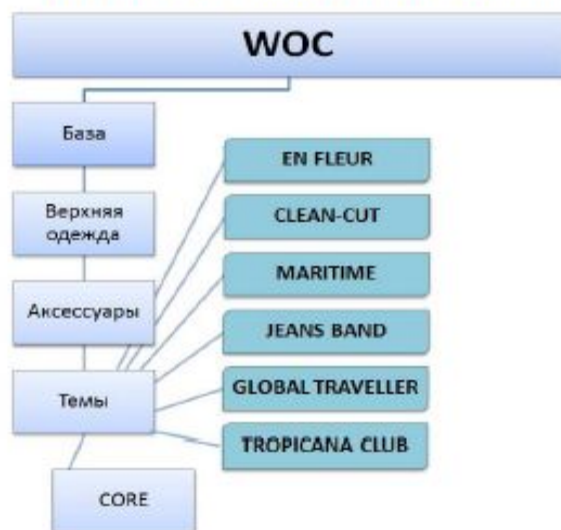 WOC
База
EN FLEUR
CLEAN-CUT
Верхняя
одежда
MARITIME
Аксессуары
JEANS BAND
Темы
GLOBAL TRAVELLER
TROPICANA CLUB
CORE